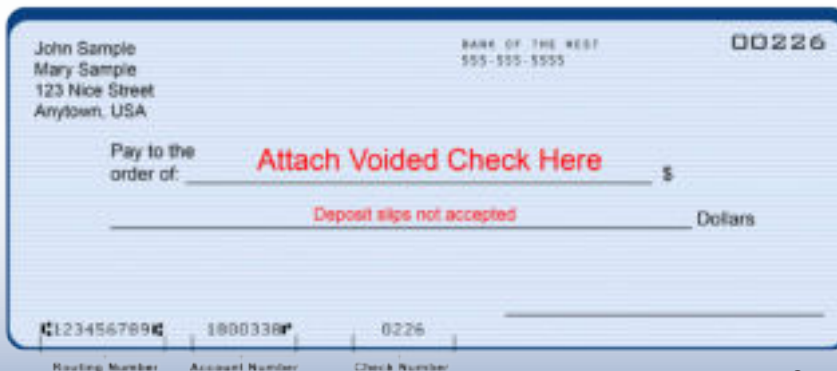 John Sample
Mary Sample
123 Nice Street
Anytown, USA
BANK OF THE WEST
555-555-5555
00226
Pay to the
order of: Attach Voided Check Here $
Deposit slips not accepted Dollars
⑆123456789⑆ 1800338⑈ 0226
Routing Number Account Number Check Number